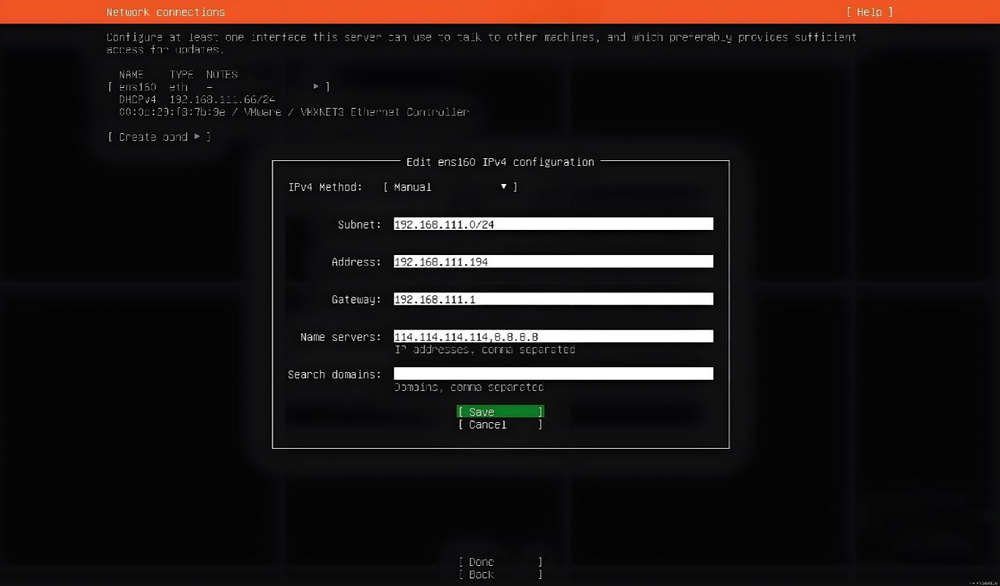 Network connections [ Help ]
Configure at least one interface this server can use to talk to other machines, and which preferably provides sufficient
access for updates.
NAME TYPE NOTES
[ ens160 eth - ▸ ]
DHCPv4 192.168.111.66/24
00:0c:29:f8:7b:9e / VMware / VMXNET3 Ethernet Controller
[ Create bond ▸ ]
Edit ens160 IPv4 configuration
IPv4 Method: [ Manual ▾ ]
Subnet: 192.168.111.0/24
Address: 192.168.111.194
Gateway: 192.168.111.1
Name servers: 114.114.114.114,8.8.8.8
IP addresses, comma separated
Search domains:
Domains, comma separated
[ Save ]
[ Cancel ]
[ Done ]
[ Back ]